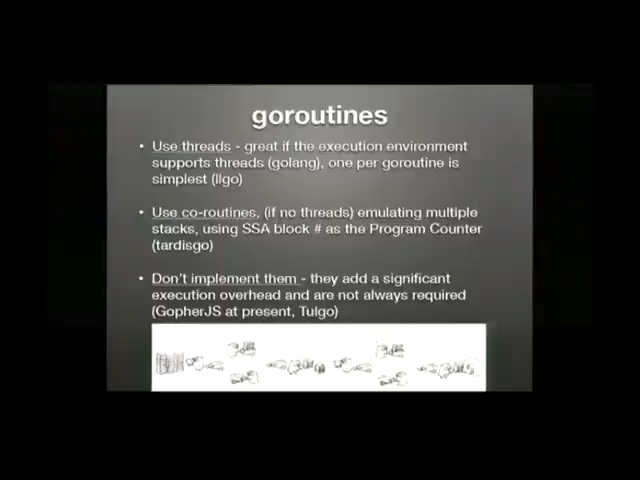 goroutines
• Use threads - great if the execution environment
supports threads (golang), one per goroutine is
simplest (llgo)
• Use co-routines, (if no threads) emulating multiple
stacks, using SSA block # as the Program Counter
(tardisgo)
• Don't implement them - they add a significant
execution overhead and are not always required
(GopherJS at present, Tulgo)